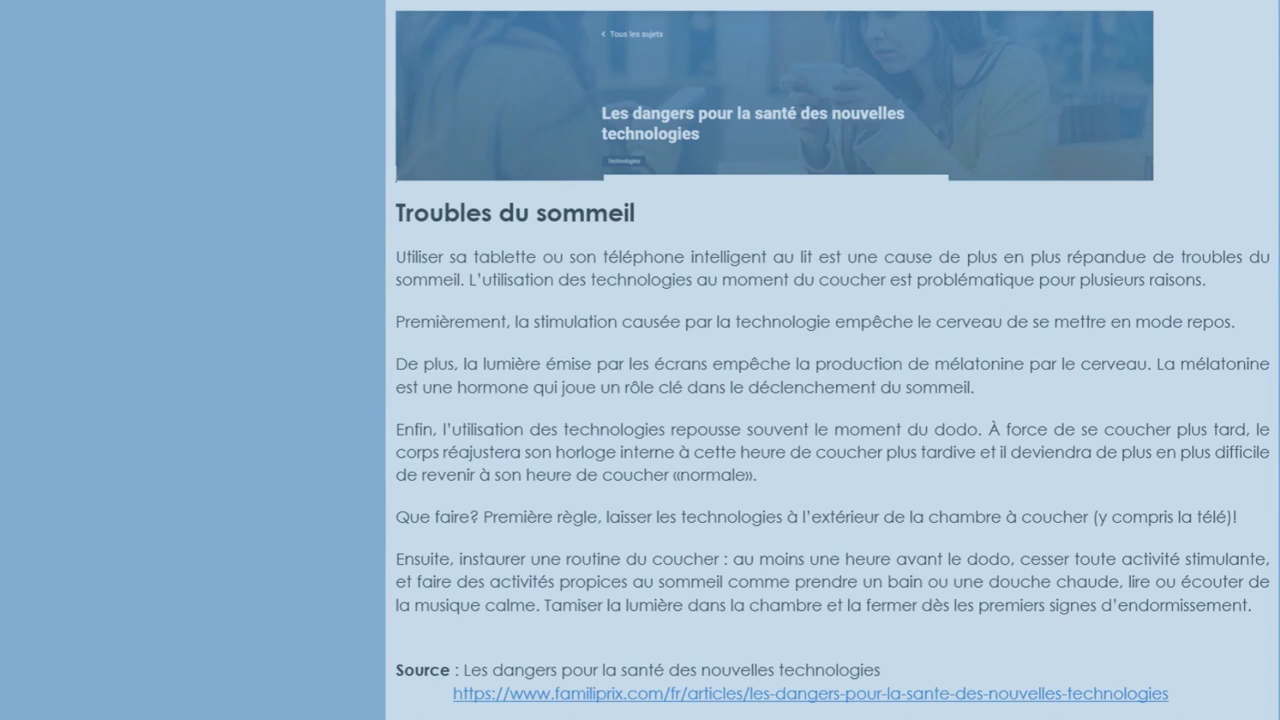 < Tous les sujets
Les dangers pour la santé des nouvelles
technologies
Technologies
Troubles du sommeil
Utiliser sa tablette ou son téléphone intelligent au lit est une cause de plus en plus répandue de troubles du
sommeil. L’utilisation des technologies au moment du coucher est problématique pour plusieurs raisons.
Premièrement, la stimulation causée par la technologie empêche le cerveau de se mettre en mode repos.
De plus, la lumière émise par les écrans empêche la production de mélatonine par le cerveau. La mélatonine
est une hormone qui joue un rôle clé dans le déclenchement du sommeil.
Enfin, l’utilisation des technologies repousse souvent le moment du dodo. À force de se coucher plus tard, le
corps réajustera son horloge interne à cette heure de coucher plus tardive et il deviendra de plus en plus difficile
de revenir à son heure de coucher «normale».
Que faire? Première règle, laisser les technologies à l’extérieur de la chambre à coucher (y compris la télé)!
Ensuite, instaurer une routine du coucher : au moins une heure avant le dodo, cesser toute activité stimulante,
et faire des activités propices au sommeil comme prendre un bain ou une douche chaude, lire ou écouter de
la musique calme. Tamiser la lumière dans la chambre et la fermer dès les premiers signes d’endormissement.
Source : Les dangers pour la santé des nouvelles technologies
https://www.familiprix.com/fr/articles/les-dangers-pour-la-sante-des-nouvelles-technologies